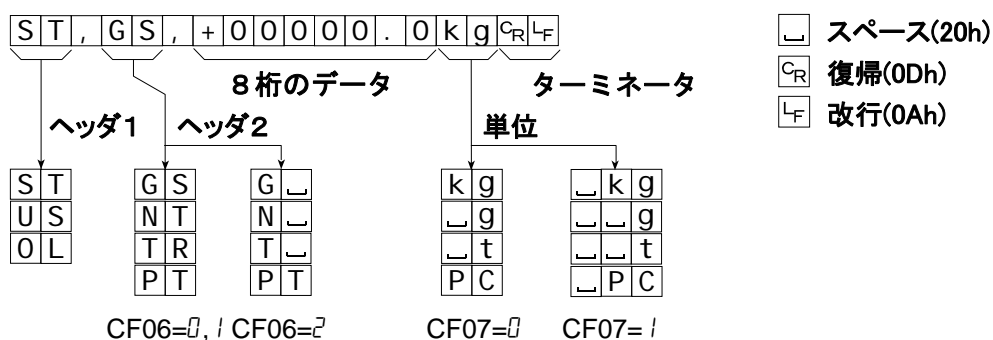 ST,GS,+00000.0kgCRLF
␣ スペース(20h)
CR 復帰(0Dh)
LF 改行(0Ah)
8桁のデータ ターミネータ
ヘッダ1 ヘッダ2 単位
ST GS G␣ kg ␣kg
US NT N␣ ␣g ␣␣g
OL TR T␣ ␣t ␣␣t
PT PT PC ␣PC
CF06=0, 1 CF06=2 CF07=0 CF07=1